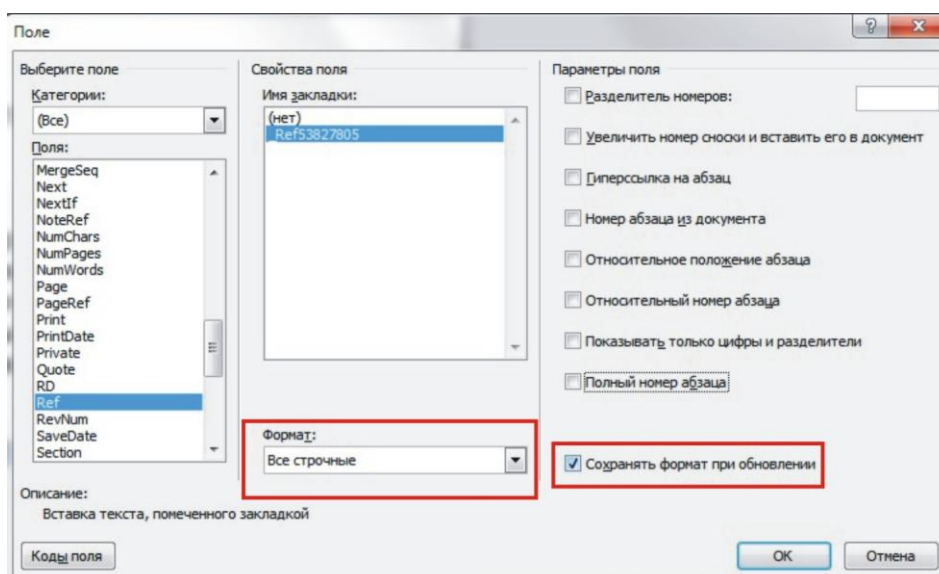 Поле
Выберите поле
Категории:
(Все)
Поля:
MergeSeq
Next
NextIf
NoteRef
NumChars
NumPages
NumWords
Page
PageRef
Print
PrintDate
Private
Quote
RD
Ref
RevNum
SaveDate
Section
Свойства поля
Имя закладки:
(нет)
_Ref53827805
Формат:
Все строчные
Параметры поля
Разделитель номеров:
Увеличить номер сноски и вставить его в документ
Гиперссылка на абзац
Номер абзаца из документа
Относительное положение абзаца
Относительный номер абзаца
Показывать только цифры и разделители
Полный номер абзаца
Сохранять формат при обновлении
Описание:
Вставка текста, помеченного закладкой
Коды поля
ОК
Отмена